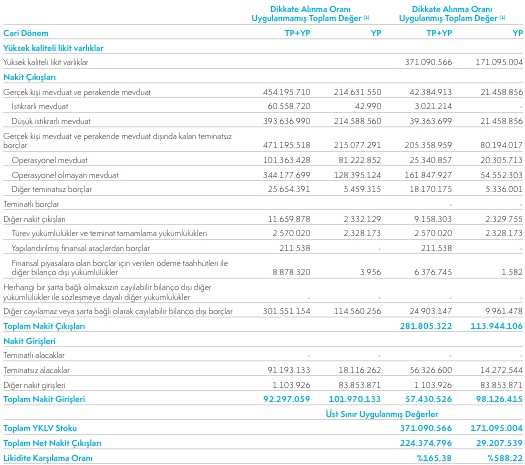 Dikkate Alınma Oranı Dikkate Alınma Oranı
Uygulanmamış Toplam Değer (1) Uygulanmış Toplam Değer (1)
Cari Dönem TP+YP YP TP+YP YP
Yüksek kaliteli likit varlıklar
Yüksek kaliteli likit varlıklar 371.090.566 171.095.004
Nakit Çıkışları
Gerçek kişi mevduat ve perakende mevduat 454.195.710 214.631.550 42.384.913 21.458.856
İstikrarlı mevduat 60.558.720 42.990 3.021.214 -
Düşük istikrarlı mevduat 393.636.990 214.588.560 39.363.699 21.458.856
Gerçek kişi mevduat ve perakende mevduat dışında kalan teminatsız
borçlar 471.195.518 215.077.291 205.358.959 80.194.017
Operasyonel mevduat 101.363.428 81.222.852 25.340.857 20.305.713
Operasyonel olmayan mevduat 344.177.699 128.395.124 161.847.927 54.552.303
Diğer teminatsız borçlar 25.654.391 5.459.315 18.170.175 5.336.001
Teminatlı borçlar - -
Diğer nakit çıkışları 11.659.878 2.332.129 9.158.303 2.329.755
Türev yükümlülükler ve teminat tamamlama yükümlülükleri 2.570.020 2.328.173 2.570.020 2.328.173
Yapılandırılmış finansal araçlardan borçlar 211.538 - 211.538 -
Finansal piyasalara olan borçlar için verilen ödeme taahhütleri ile
diğer bilanço dışı yükümlülükler 8.878.320 3.956 6.376.745 1.582
Herhangi bir şarta bağlı olmaksızın cayılabilir bilanço dışı diğer
yükümlülükler ile sözleşmeye dayalı diğer yükümlülükler - - - -
Diğer cayılamaz veya şarta bağlı olarak cayılabilir bilanço dışı borçlar 301.551.154 114.560.256 24.903.147 9.961.478
Toplam Nakit Çıkışları 281.805.322 113.944.106
Nakit Girişleri
Teminatlı alacaklar - - - -
Teminatsız alacaklar 91.193.133 18.116.262 56.326.600 14.272.544
Diğer nakit girişleri 1.103.926 83.853.871 1.103.926 83.853.871
Toplam Nakit Girişleri 92.297.059 101.970.133 57.430.526 98.126.415
Üst Sınır Uygulanmış Değerler
Toplam YKLV Stoku 371.090.566 171.095.004
Toplam Net Nakit Çıkışları 224.374.796 29.207.539
Likidite Karşılama Oranı %165,38 %588,22